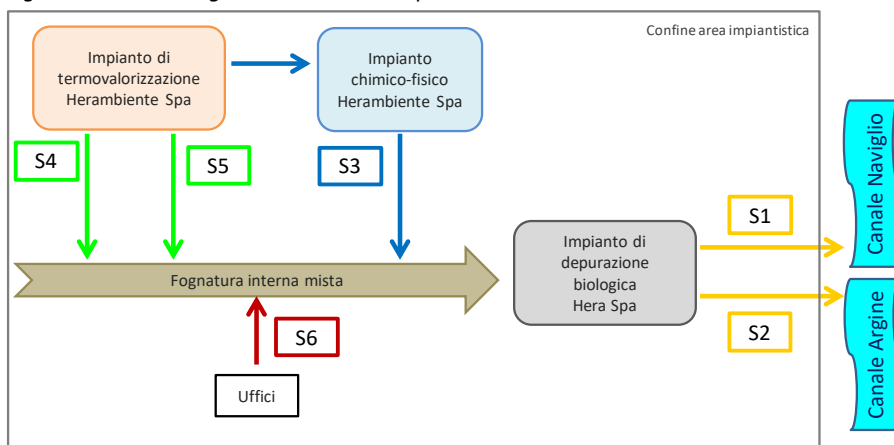 Confine area impiantistica
Impianto di
termovalorizzazione
Herambiente Spa
Impianto
chimico-fisico
Herambiente Spa
S4
S5
S3
S1
Canale Naviglio
Impianto di
depurazione
biologica
Hera Spa
Fognatura interna mista
S2
Canale Argine
S6
Uffici